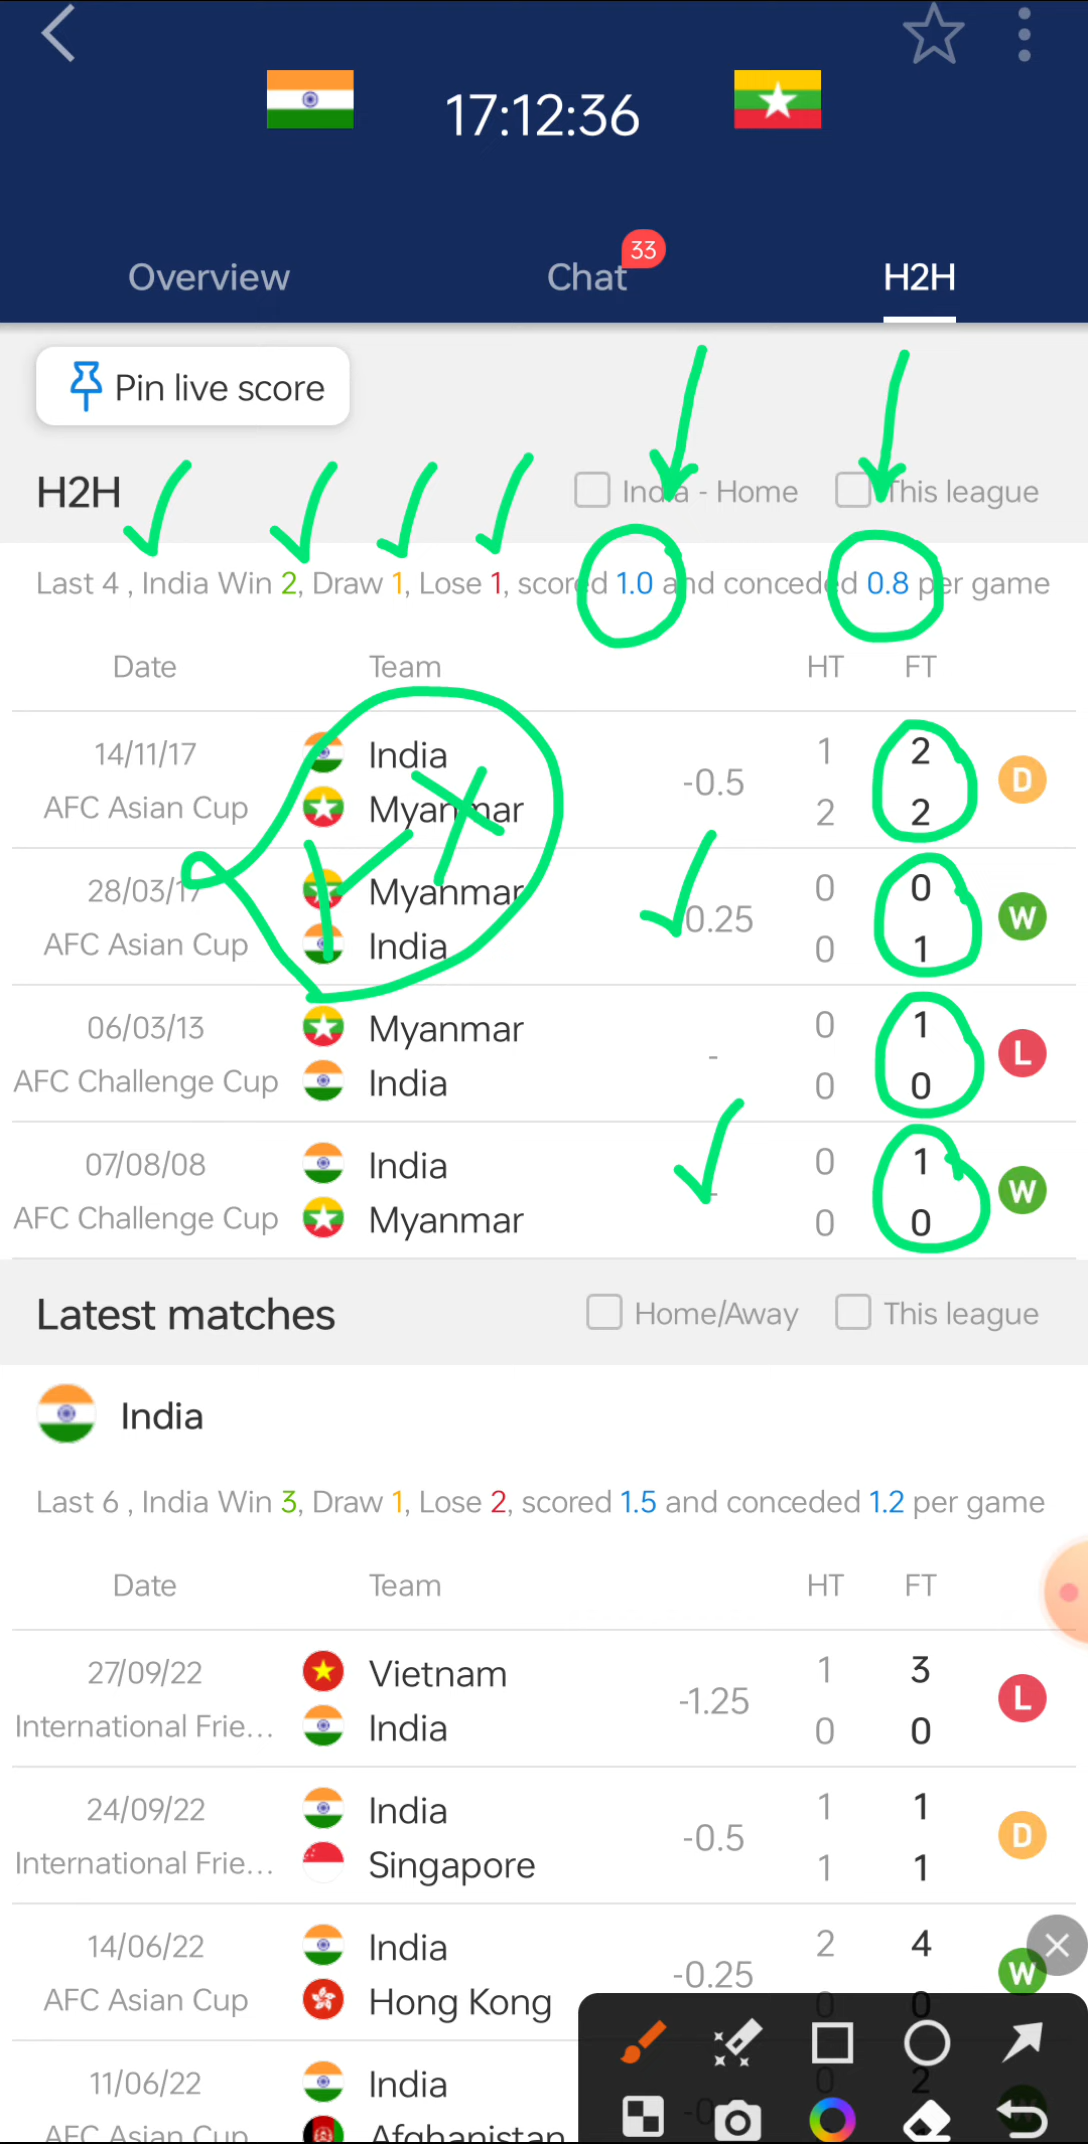 17:12:36
Overview
Chat
33
H2H
Pin live score
H2H
India - Home
This league
Last 4 , India Win 2, Draw 1, Lose 1, scored 1.0 and conceded 0.8 per game
Date Team HT FT
14/11/17 India 1 2
-0.5 D
AFC Asian Cup Myanmar 2 2
28/03/17 Myanmar 0 0
0.25 W
AFC Asian Cup India 0 1
06/03/13 Myanmar 0 1
- L
AFC Challenge Cup India 0 0
07/08/08 India 0 1
- W
AFC Challenge Cup Myanmar 0 0
Latest matches
Home/Away
This league
India
Last 6 , India Win 3, Draw 1, Lose 2, scored 1.5 and conceded 1.2 per game
Date Team HT FT
27/09/22 Vietnam 1 3
-1.25 L
International Frie... India 0 0
24/09/22 India 1 1
-0.5 D
International Frie... Singapore 1 1
14/06/22 India 2 4
-0.25 W
AFC Asian Cup Hong Kong 0 0
11/06/22 India 0 2
AFC Asian Cup Afghanistan